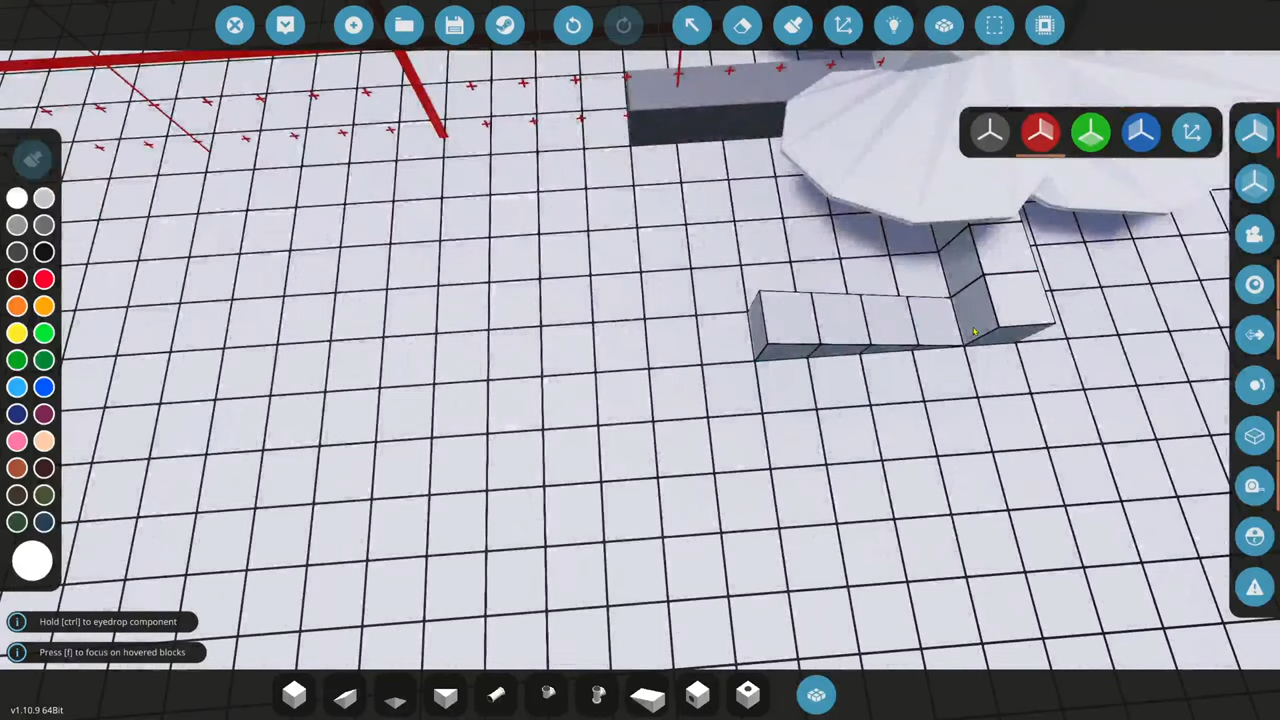 Hold [ctrl] to eyedrop component
Press [f] to focus on hovered blocks
v1.10.9 64Bit